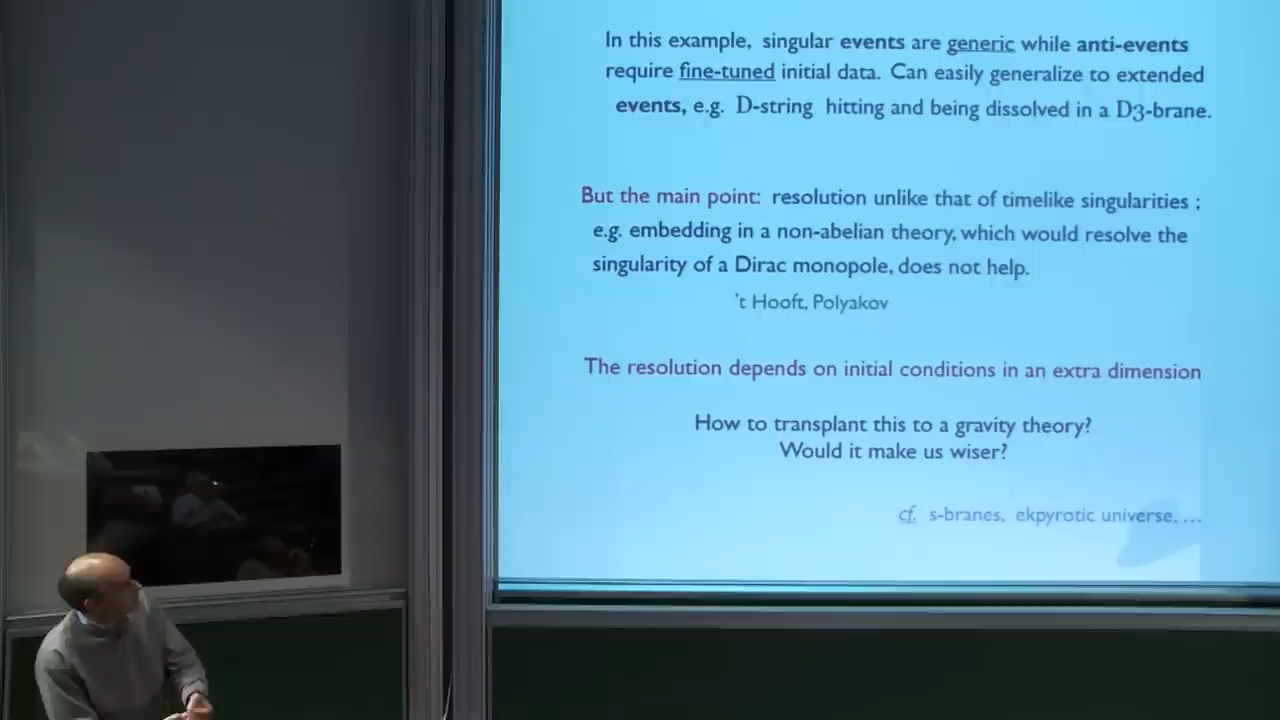 In this example, singular events are generic while anti-events
require fine-tuned initial data. Can easily generalize to extended
events, e.g. D-string hitting and being dissolved in a D3-brane.
But the main point: resolution unlike that of timelike singularities ;
e.g. embedding in a non-abelian theory, which would resolve the
singularity of a Dirac monopole, does not help.
't Hooft, Polyakov
The resolution depends on initial conditions in an extra dimension
How to transplant this to a gravity theory?
Would it make us wiser?
cf. s-branes, ekpyrotic universe, ...